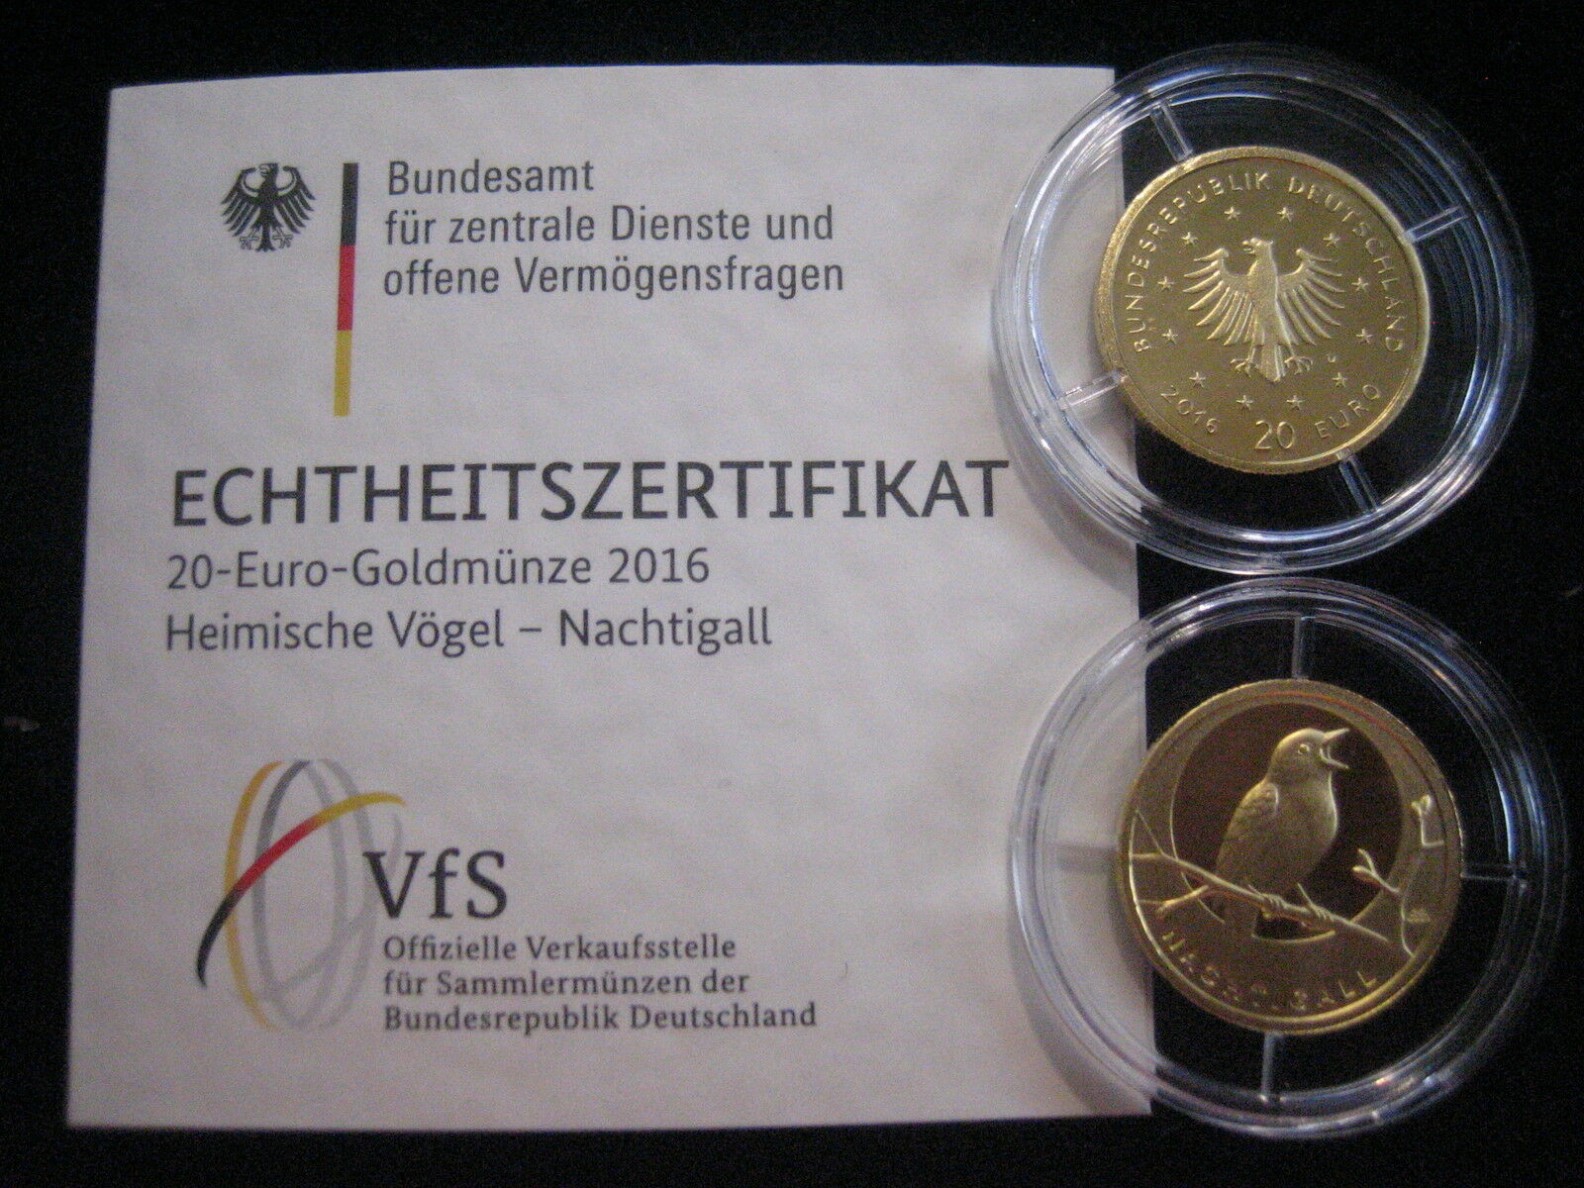 Bundesamt
für zentrale Dienste und
offene Vermögensfragen
ECHTHEITSZERTIFIKAT
20-Euro-Goldmünze 2016
Heimische Vögel – Nachtigall
VfS
Offizielle Verkaufsstelle
für Sammlermünzen der
Bundesrepublik Deutschland
BUNDESREPUBLIK DEUTSCHLAND
2016 20 EURO
NACHTIGALL